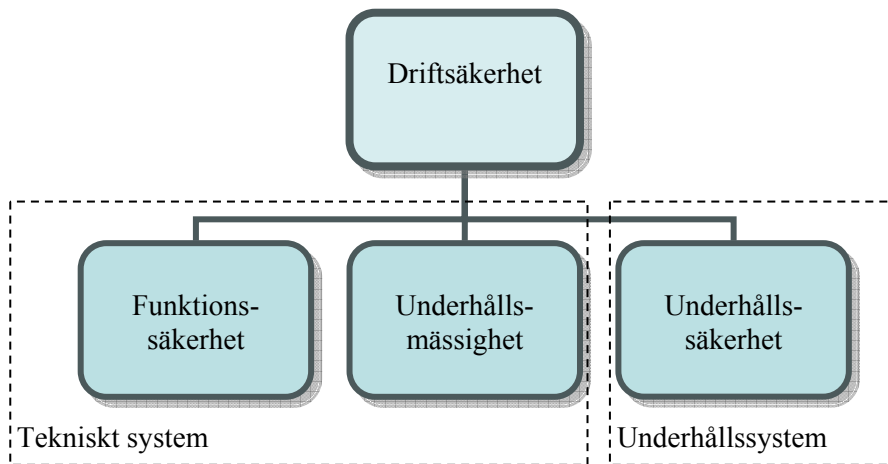 Driftsäkerhet
Funktions-
säkerhet
Underhålls-
mässighet
Underhålls-
säkerhet
Tekniskt system
Underhållssystem